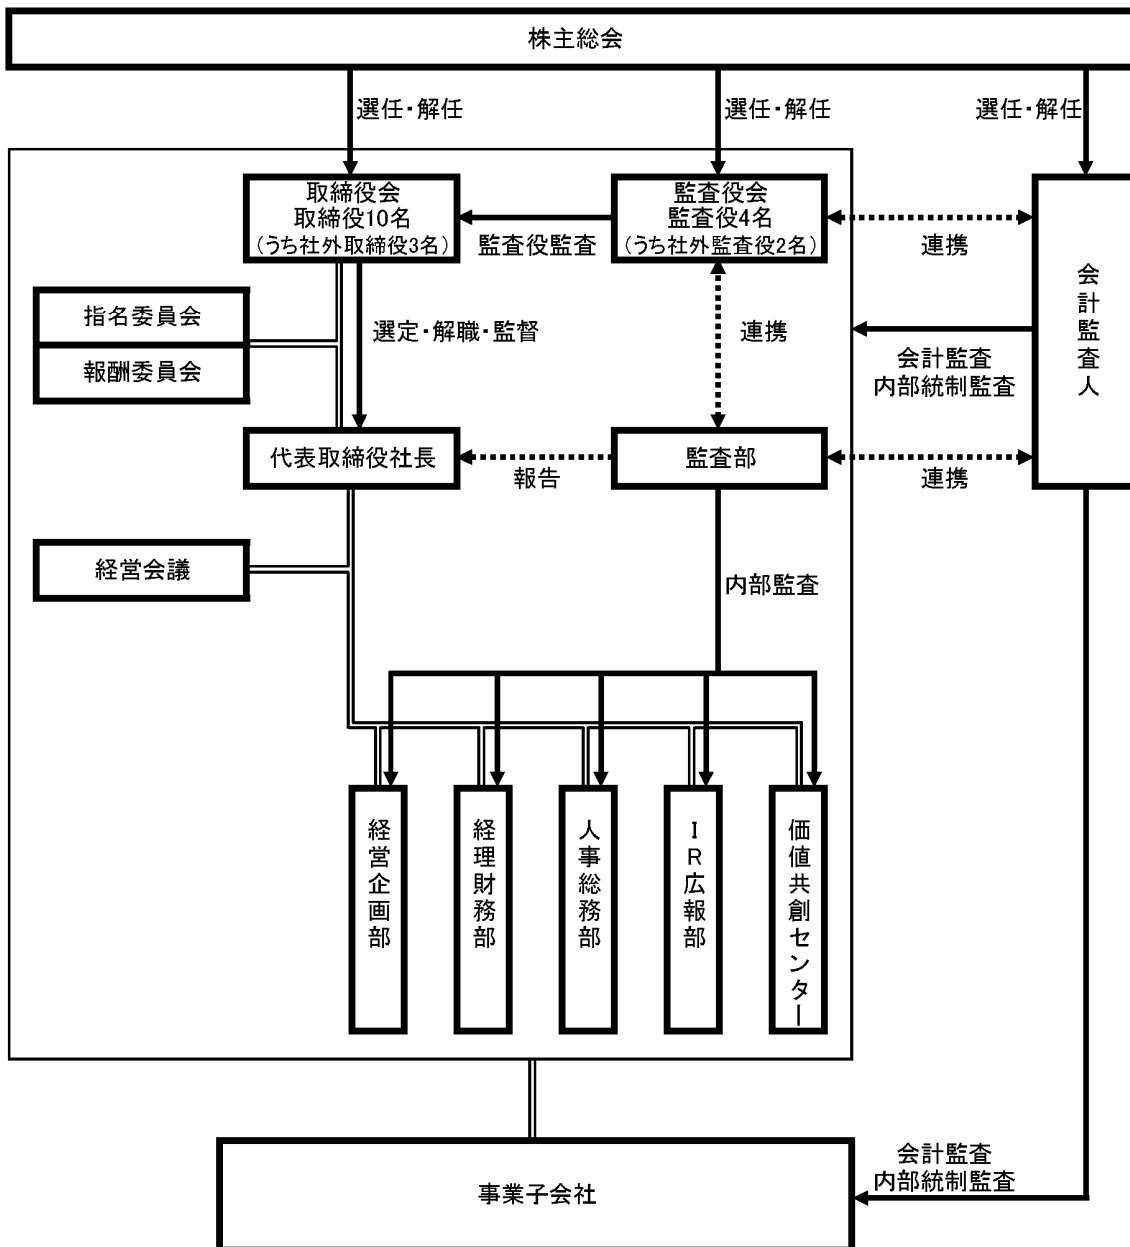 株主総会
選任・解任
選任・解任
選任・解任
取締役会
取締役10名
(うち社外取締役3名)
監査役監査
監査役会
監査役4名
(うち社外監査役2名)
連携
会計監査人
指名委員会
報酬委員会
選定・解職・監督
連携
会計監査
内部統制監査
代表取締役社長
報告
監査部
連携
経営会議
内部監査
経営企画部
経理財務部
人事総務部
IR広報部
価値共創センター
事業子会社
会計監査
内部統制監査